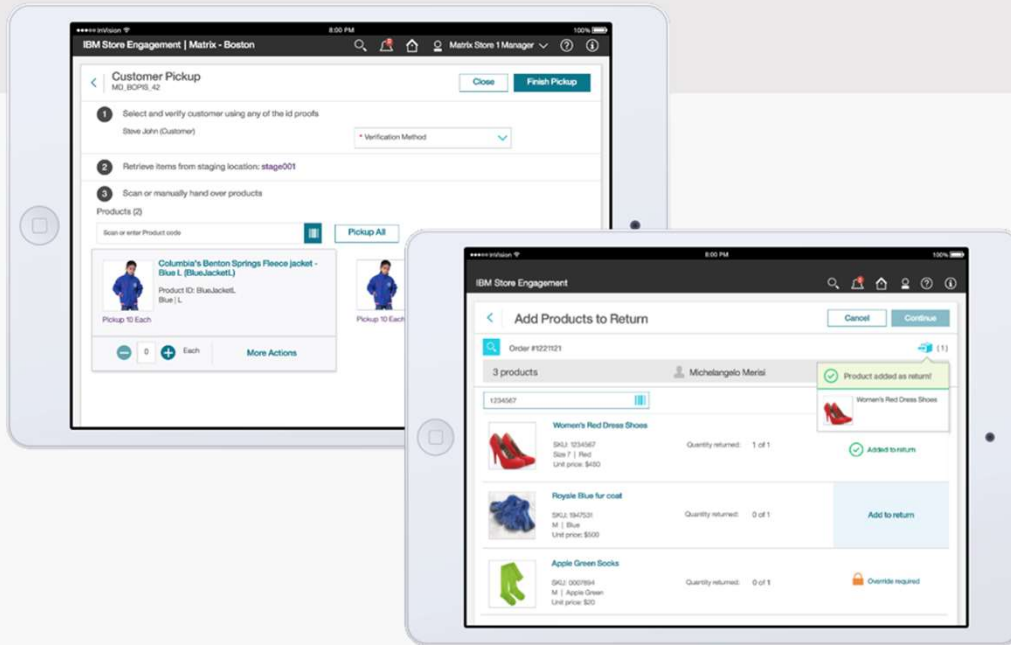 InVision
8:00 PM
100%
IBM Store Engagement | Matrix - Boston
Matrix Store 1 Manager
Customer Pickup
MD_BOPIS_42
Close
Finish Pickup
1
Select and verify customer using any of the id proofs
Steve John (Customer)
* Verification Method
2
Retrieve items from staging location: stage001
3
Scan or manually hand over products
Products (2)
Scan or enter Product code
Pickup All
Columbia's Benton Springs Fleece jacket -
Blue L (BlueJacketL)
Product ID: BlueJacketL
Blue | L
Pickup 10 Each
Pickup 10 Each
0
Each
More Actions
InVision
8:00 PM
100%
IBM Store Engagement
Add Products to Return
Cancel
Continue
Order #1221121
(1)
3 products
Michelangelo Merisi
Product added as return!
Women's Red Dress Shoes
1234567
Women's Red Dress Shoes
SKU: 1234567
Size 7 | Red
Unit price: $450
Quantity returned: 1 of 1
Added to return
Roysie Blue fur coat
SKU: 1947531
M | Blue
Unit price: $500
Quantity returned: 0 of 1
Add to return
Apple Green Socks
SKU: 0067894
M | Apple Green
Unit price: $20
Quantity returned: 0 of 1
Override required